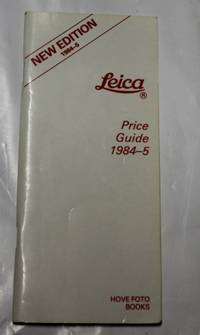 NEW EDITION
1984-5
Leica
®
Price
Guide
1984-5
HOVE FOTO
BOOKS